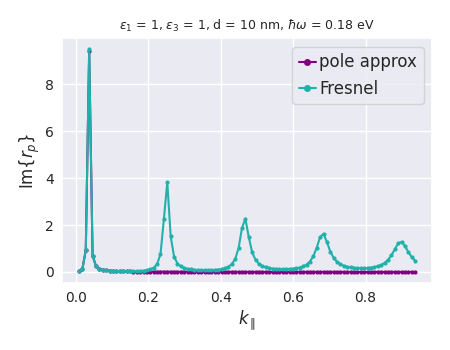 ε₁ = 1, ε₃ = 1, d = 10 nm, ℏω = 0.18 eV
Im{rₚ}
8
6
4
2
0
pole approx
Fresnel
0.0 0.2 0.4 0.6 0.8
k∥